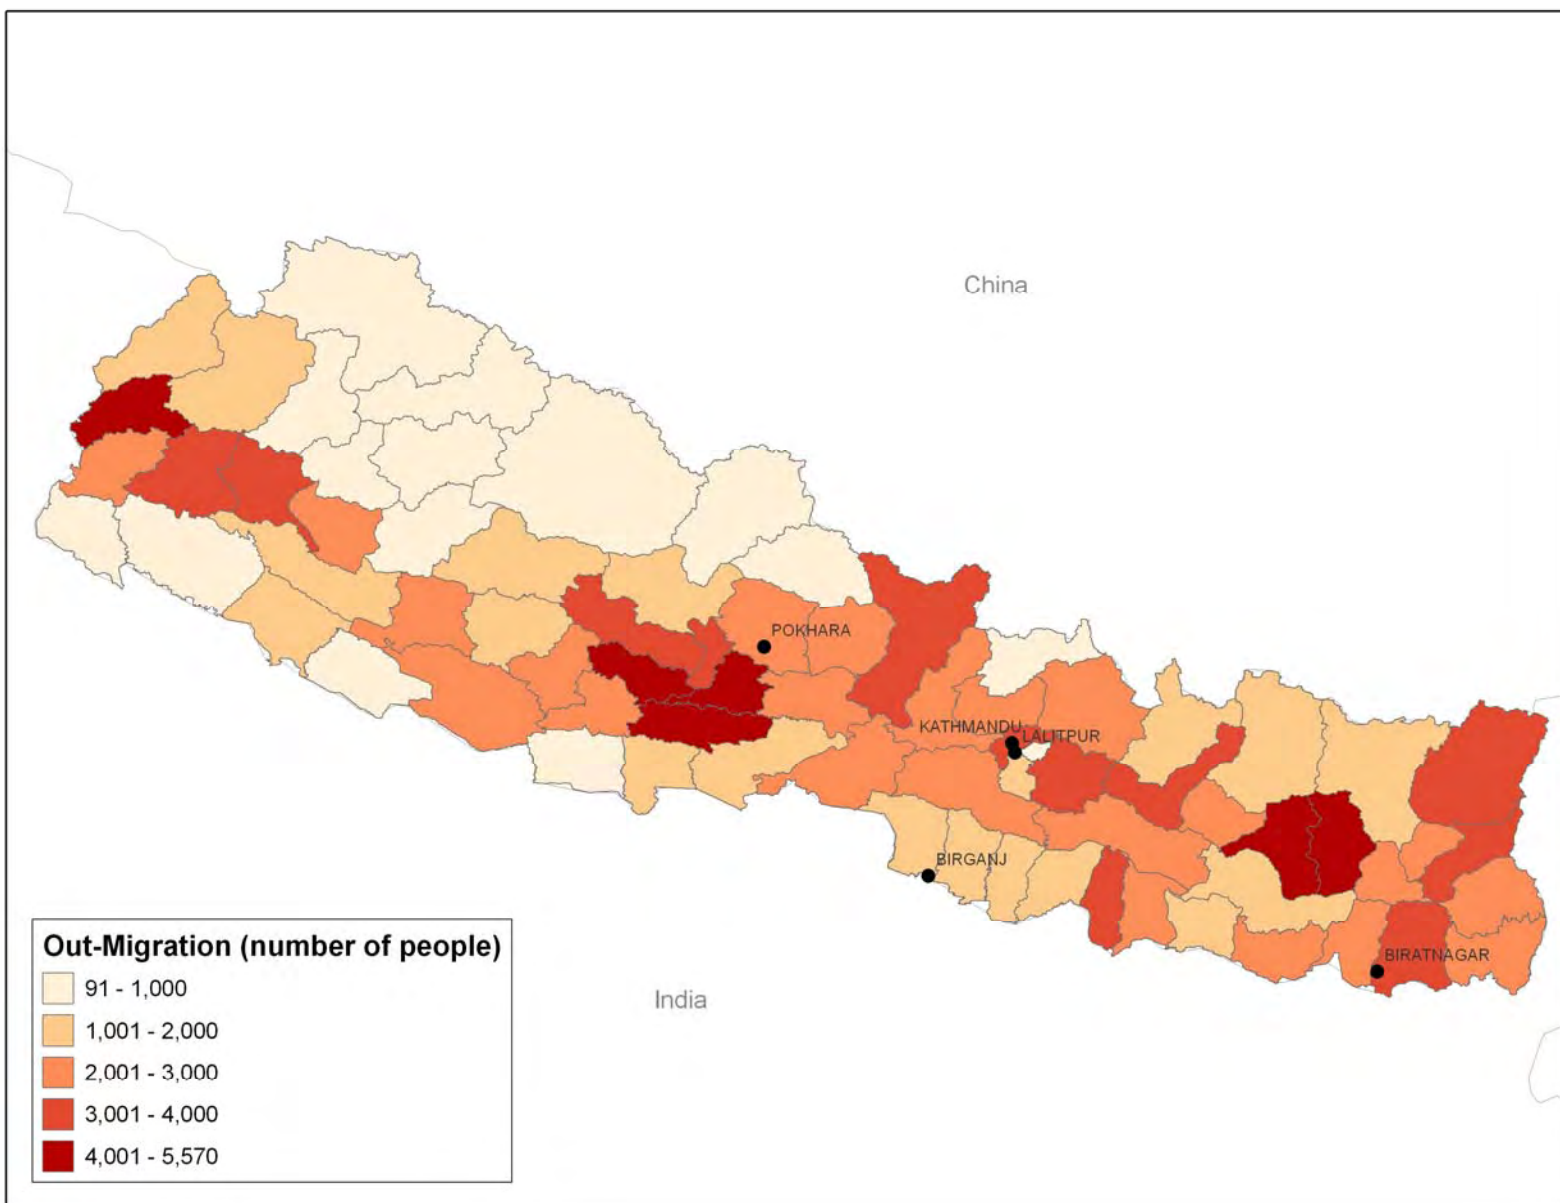 China
POKHARA
KATHMANDU
LALITPUR
BIRGANJ
BIRATNAGAR
India
Out-Migration (number of people)
91 - 1,000
1,001 - 2,000
2,001 - 3,000
3,001 - 4,000
4,001 - 5,570